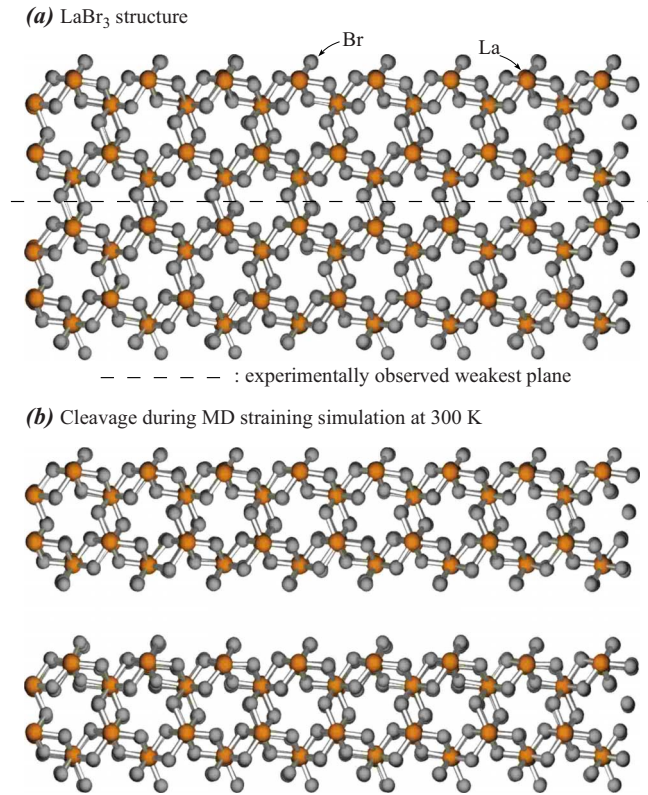 (a) LaBr₃ structure
Br
La
— — — — — — : experimentally observed weakest plane
(b) Cleavage during MD straining simulation at 300 K